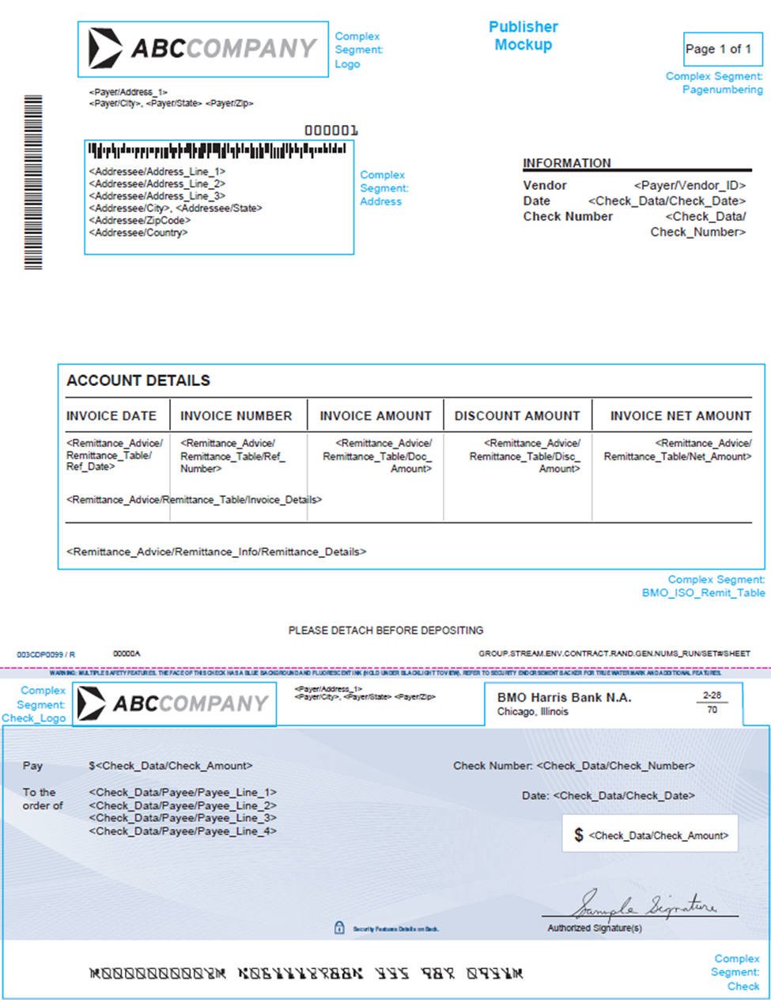 ABCCOMPANY
Complex
Segment:
Logo
Publisher
Mockup
Page 1 of 1
Complex Segment:
Pagenumbering
<Payer/Address_1>
<Payer/City>, <Payer/State> <Payer/Zip>
000001
<Addressee/Address_Line_1>
<Addressee/Address_Line_2>
<Addressee/Address_Line_3>
<Addressee/City>, <Addressee/State>
<Addressee/ZipCode>
<Addressee/Country>
Complex
Segment:
Address
INFORMATION
Vendor <Payer/Vendor_ID>
Date <Check_Data/Check_Date>
Check Number <Check_Data/
Check_Number>
ACCOUNT DETAILS
INVOICE DATE INVOICE NUMBER INVOICE AMOUNT DISCOUNT AMOUNT INVOICE NET AMOUNT
<Remittance_Advice/ <Remittance_Advice/ <Remittance_Advice/ <Remittance_Advice/ <Remittance_Advice/
Remittance_Table/ Remittance_Table/Ref_ Remittance_Table/Doc_ Remittance_Table/Disc_ Remittance_Table/Net_Amount>
Ref_Date> Number> Amount> Amount>
<Remittance_Advice/Remittance_Table/Invoice_Details>
<Remittance_Advice/Remittance_Info/Remittance_Details>
Complex Segment:
BMO_ISO_Remit_Table
PLEASE DETACH BEFORE DEPOSITING
003CDP0099 / R 00000A GROUP.STREAM.ENV.CONTRACT.RAND.GEN.NUMS_RUN/SET#/SHEET
WARNING: MULTIPLE SAFETY FEATURES. THE FACE OF THIS CHECK HAS A BLUE BACKGROUND AND FLUORESCENT INK (HOLD UNDER BLACKLIGHT TO VIEW). REFER TO SECURITY ENDORSEMENT BACKER FOR TRUE WATERMARK AND ADDITIONAL FEATURES.
Complex
Segment:
Check_Logo
ABCCOMPANY
<Payer/Address_1>
<Payer/City>, <Payer/State> <Payer/Zip>
BMO Harris Bank N.A.
Chicago, Illinois
2-28
70
Pay $<Check_Data/Check_Amount>
Check Number: <Check_Data/Check_Number>
To the
order of
<Check_Data/Payee/Payee_Line_1>
<Check_Data/Payee/Payee_Line_2>
<Check_Data/Payee/Payee_Line_3>
<Check_Data/Payee/Payee_Line_4>
Date: <Check_Data/Check_Date>
$ <Check_Data/Check_Amount>
Sample Signature
Authorized Signature(s)
Security Features Details on Back.
Complex
Segment:
Check